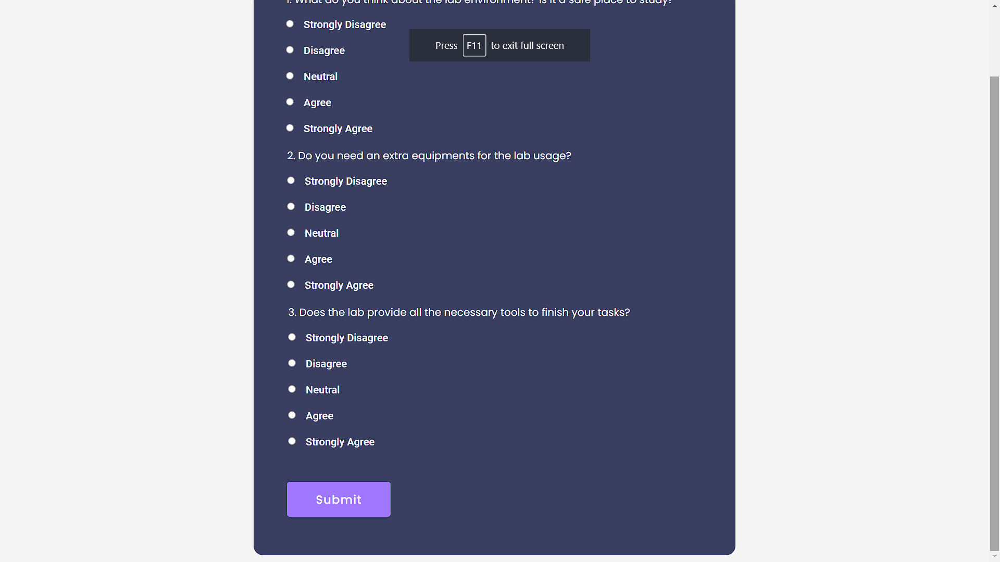 1. What do you think about the lab environment? Is it a safe place to study?
Strongly Disagree
Press F11 to exit full screen
Disagree
Neutral
Agree
Strongly Agree
2. Do you need an extra equipments for the lab usage?
Strongly Disagree
Disagree
Neutral
Agree
Strongly Agree
3. Does the lab provide all the necessary tools to finish your tasks?
Strongly Disagree
Disagree
Neutral
Agree
Strongly Agree
Submit